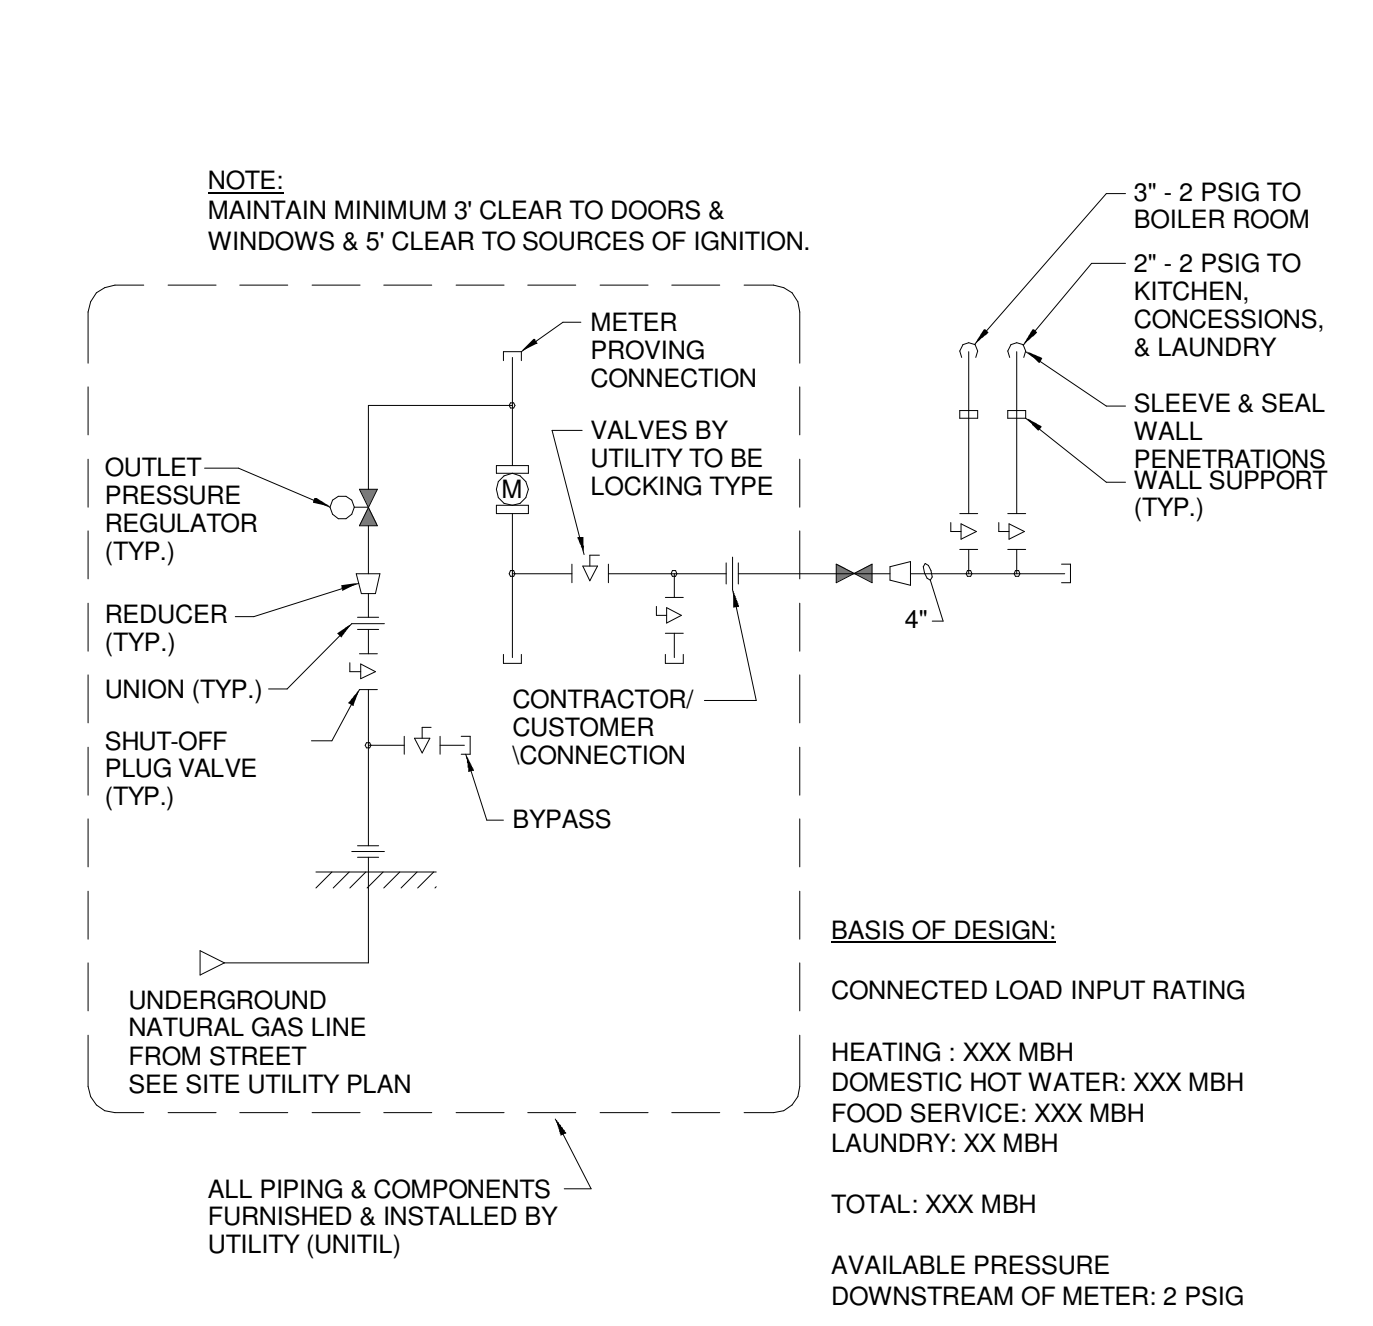 NOTE:
MAINTAIN MINIMUM 3' CLEAR TO DOORS &
WINDOWS & 5' CLEAR TO SOURCES OF IGNITION.
3" - 2 PSIG TO
BOILER ROOM
2" - 2 PSIG TO
KITCHEN,
CONCESSIONS,
& LAUNDRY
METER
PROVING
CONNECTION
SLEEVE & SEAL
WALL
PENETRATIONS
WALL SUPPORT
(TYP.)
VALVES BY
UTILITY TO BE
LOCKING TYPE
OUTLET
PRESSURE
REGULATOR
(TYP.)
M
REDUCER
(TYP.)
4"
UNION (TYP.)
CONTRACTOR/
CUSTOMER
\CONNECTION
SHUT-OFF
PLUG VALVE
(TYP.)
BYPASS
UNDERGROUND
NATURAL GAS LINE
FROM STREET
SEE SITE UTILITY PLAN
ALL PIPING & COMPONENTS
FURNISHED & INSTALLED BY
UTILITY (UNITIL)
BASIS OF DESIGN:
CONNECTED LOAD INPUT RATING
HEATING : XXX MBH
DOMESTIC HOT WATER: XXX MBH
FOOD SERVICE: XXX MBH
LAUNDRY: XX MBH
TOTAL: XXX MBH
AVAILABLE PRESSURE
DOWNSTREAM OF METER: 2 PSIG